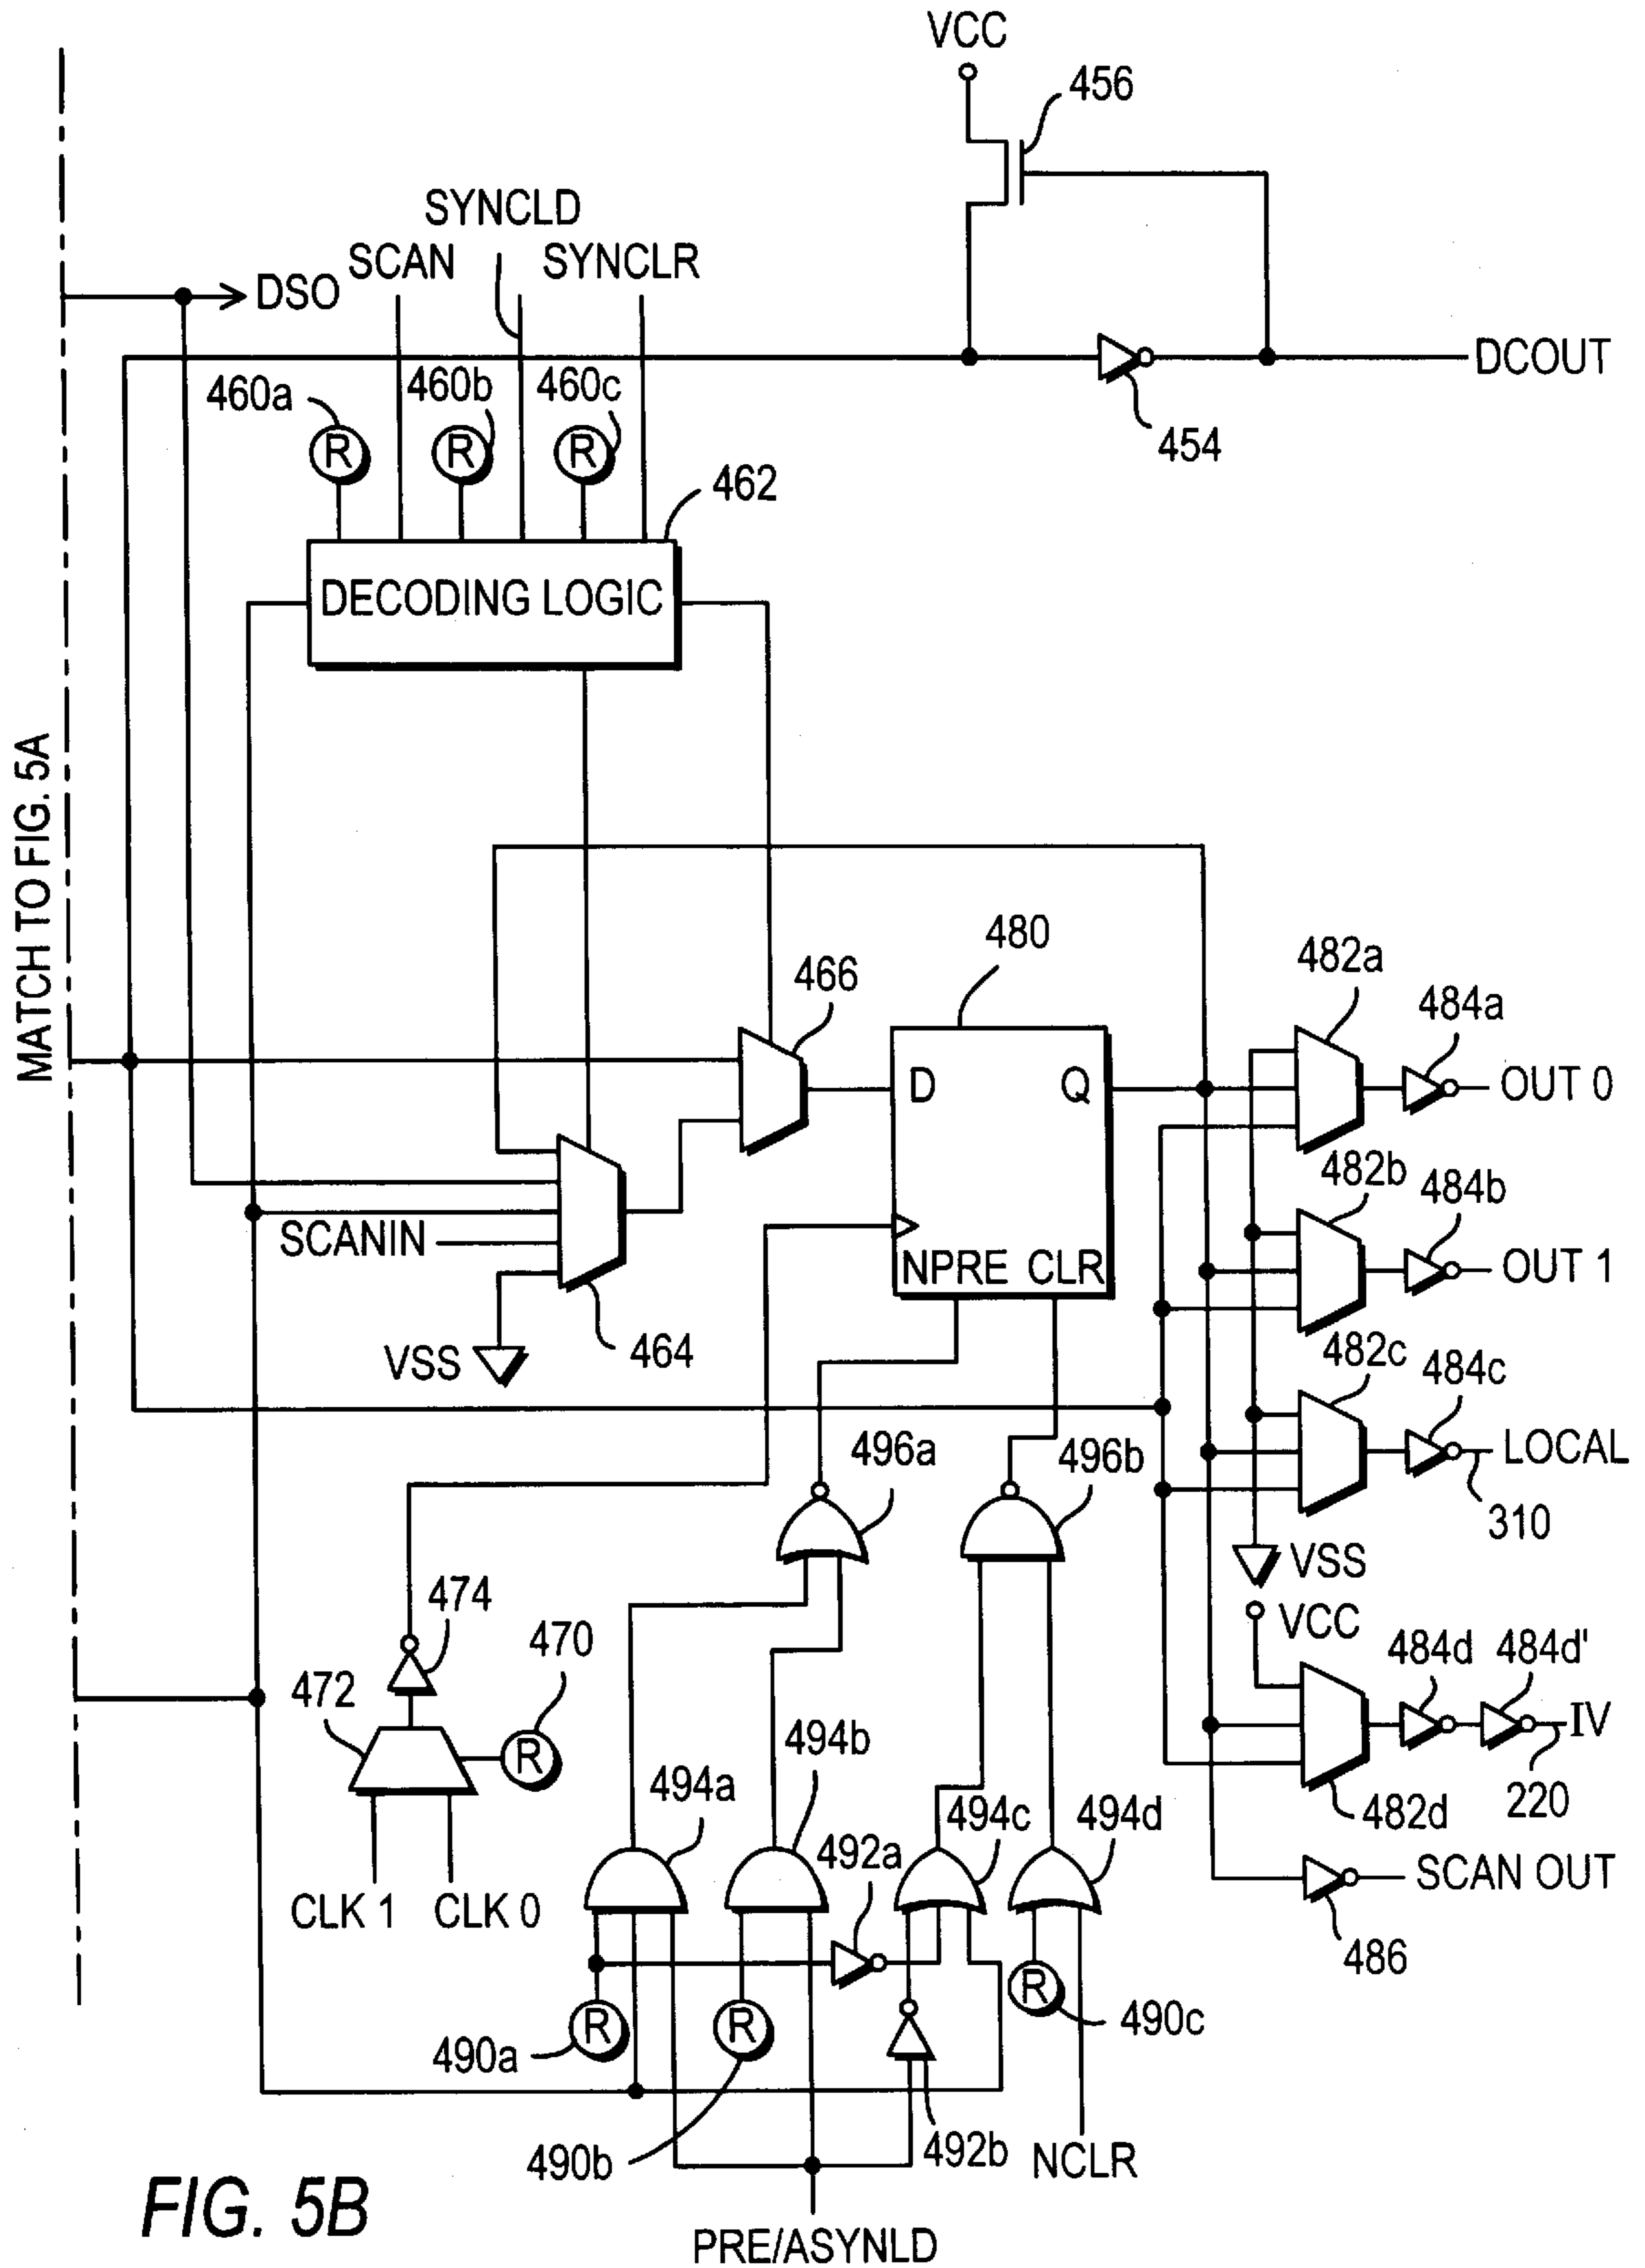 VCC
456
SYNCLD
SCAN
SYNCLR
DSO
DCOUT
460a
460b
460c
454
462
R
R
R
DECODING LOGIC
MATCH TO FIG. 5A
480
482a
466
484a
D
Q
OUT 0
482b
484b
SCANIN
NPRE
CLR
OUT 1
VSS
464
482c
484c
496a
496b
LOCAL
310
VSS
474
VCC
470
484d
484d'
472
R
494b
IV
494a
494c
494d
482d
220
492a
CLK 1
CLK 0
SCAN OUT
486
R
R
R
490c
490a
490b
492b
NCLR
FIG. 5B
PRE/ASYNLD